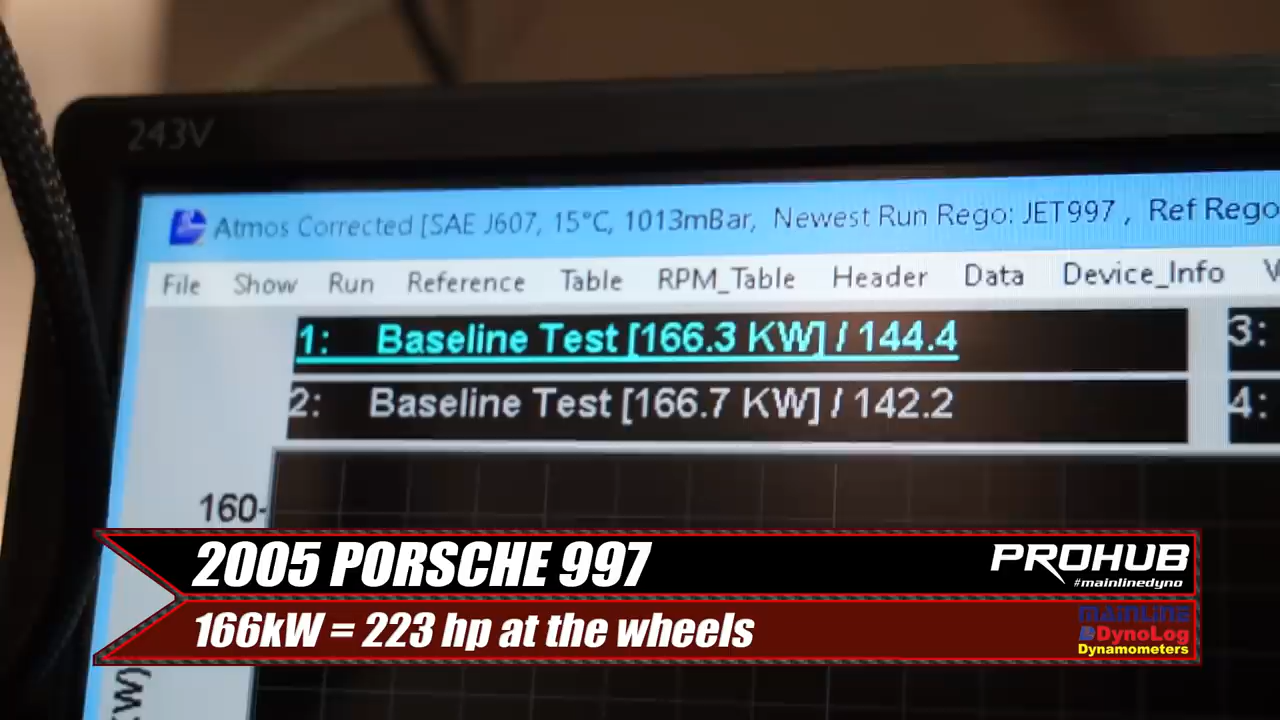 243V
Atmos Corrected [SAE J607, 15°C, 1013mBar, Newest Run Rego: JET997 , Ref Rego
File Show Run Reference Table RPM_Table Header Data Device_Info V
1: Baseline Test [166.3 KW] / 144.4
3:
2: Baseline Test [166.7 KW] / 142.2
4:
160-
2005 PORSCHE 997
PROHUB
#mainlinedyno
166kW = 223 hp at the wheels
MAINLINE
DynoLog
Dynamometers